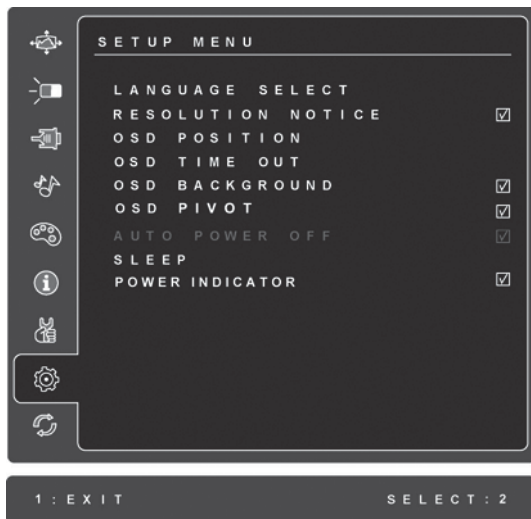 SETUP MENU
LANGUAGE SELECT
RESOLUTION NOTICE
OSD POSITION
OSD TIME OUT
OSD BACKGROUND
OSD PIVOT
AUTO POWER OFF
SLEEP
POWER INDICATOR
1:EXIT SELECT:2